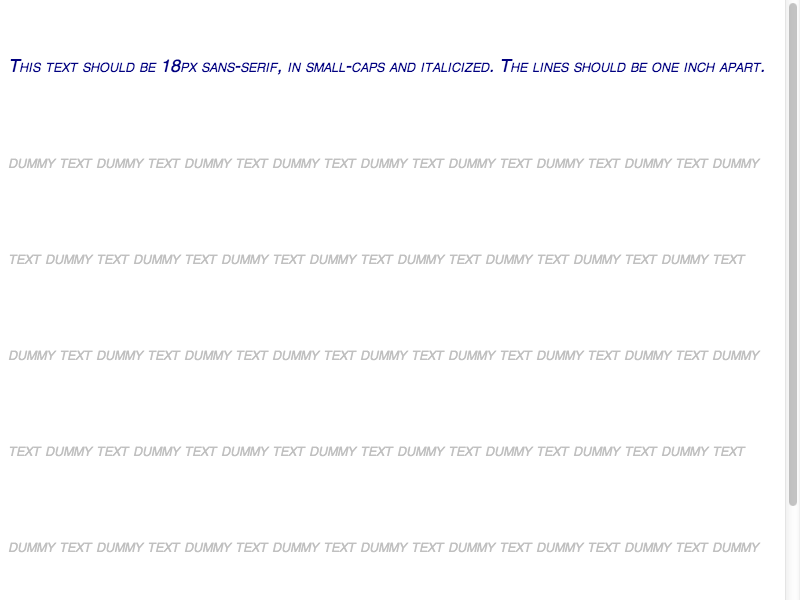 This text should be 18px sans-serif, in small-caps and italicized. The lines should be one inch apart.
dummy text dummy text dummy text dummy text dummy text dummy text dummy text dummy text dummy
text dummy text dummy text dummy text dummy text dummy text dummy text dummy text dummy text
dummy text dummy text dummy text dummy text dummy text dummy text dummy text dummy text dummy
text dummy text dummy text dummy text dummy text dummy text dummy text dummy text dummy text
dummy text dummy text dummy text dummy text dummy text dummy text dummy text dummy text dummy